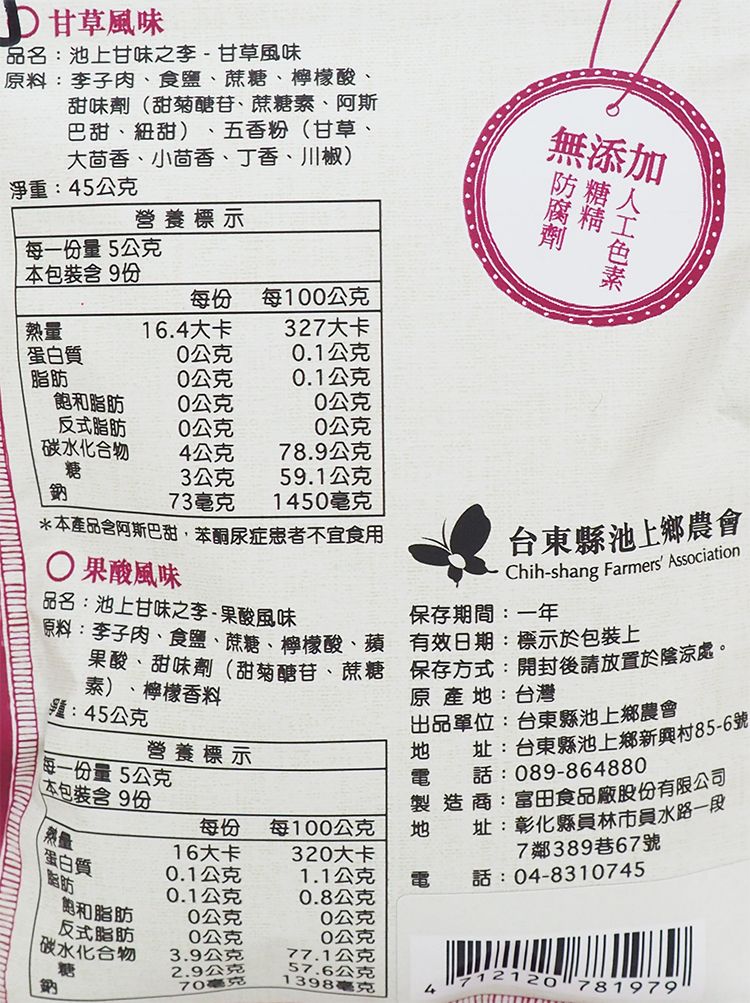 甘草風味
品名：池上甘味之李-甘草風味
原料：李子肉、食鹽、蔗糖、檸檬酸、
甜味劑（甜菊醣苷、蔗糖素、阿斯
巴甜、紐甜）、五香粉（甘草、
大茴香、小茴香、丁香、川椒）
淨重：45公克
營養標示
每一份量 5公克
本包裝含 9份
每份 每100公克
熱量 16.4大卡 327大卡
蛋白質 0公克 0.1公克
脂肪 0公克 0.1公克
飽和脂肪 0公克 0公克
反式脂肪 0公克 0公克
碳水化合物 4公克 78.9公克
糖 3公克 59.1公克
鈉 73毫克 1450毫克
*本產品含阿斯巴甜，苯酮尿症患者不宜食用
果酸風味
品名：池上甘味之李-果酸風味
原料：李子肉、食鹽、蔗糖、檸檬酸、蘋
果酸、甜味劑（甜菊醣苷、蔗糖
素）、檸檬香料
淨重：45公克
營養標示
每一份量 5公克
本包裝含 9份
每份 每100公克
熱量 16大卡 320大卡
蛋白質 0.1公克 1.1公克
脂肪 0.1公克 0.8公克
飽和脂肪 0公克 0公克
反式脂肪 0公克 0公克
碳水化合物 3.9公克 77.1公克
糖 2.9公克 57.6公克
鈉 70毫克 1398毫克
無添加
人工色素
糖精
防腐劑
台東縣池上鄉農會
Chih-shang Farmers' Association
保存期間：一年
有效日期：標示於包裝上
保存方式：開封後請放置於陰涼處。
原產地：台灣
出品單位：台東縣池上鄉農會
地址：台東縣池上鄉新興村85-6號
電話：089-864880
製造商：富田食品廠股份有限公司
地址：彰化縣員林市員水路一段
7鄰389巷67號
電話：04-8310745
4 712120 781979